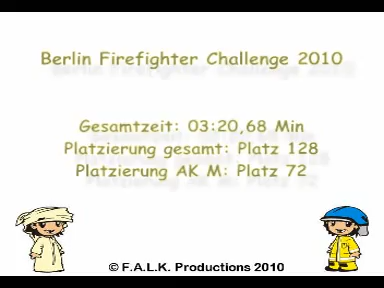 Berlin Firefighter Challenge 2010
Gesamtzeit: 03:20,68 Min
Platzierung gesamt: Platz 128
Platzierung AK M: Platz 72
© F.A.L.K. Productions 2010